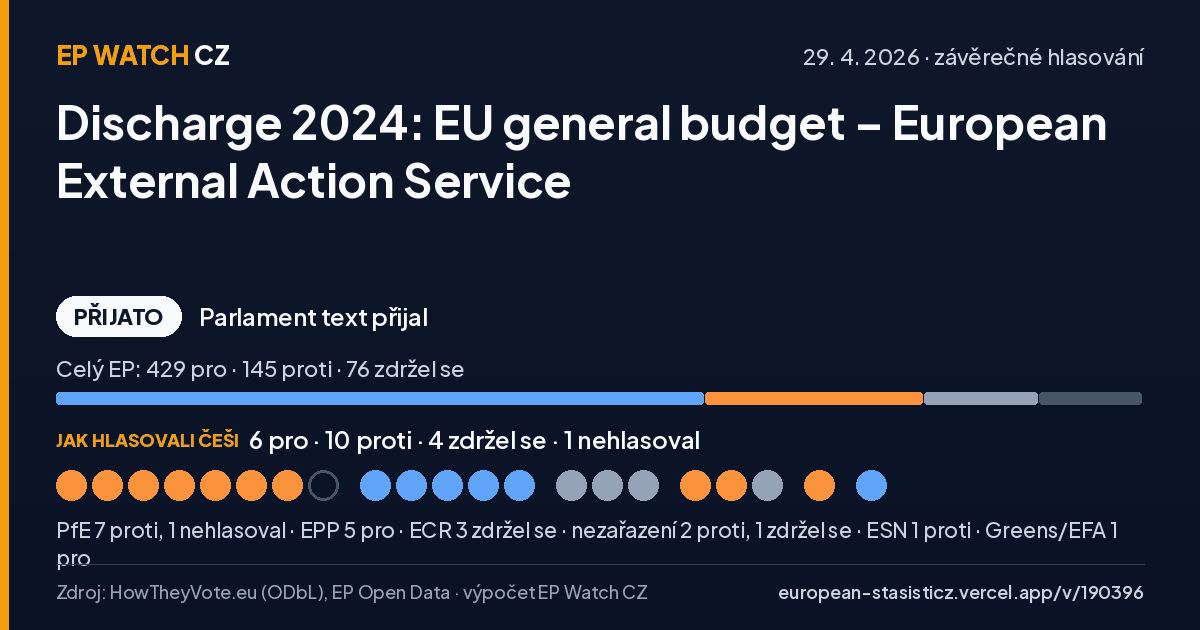 EP WATCH CZ
29. 4. 2026 · závěrečné hlasování
Discharge 2024: EU general budget – European
External Action Service
PŘIJATO Parlament text přijal
Celý EP: 429 pro · 145 proti · 76 zdržel se
JAK HLASOVALI ČEŠI 6 pro · 10 proti · 4 zdržel se · 1 nehlasoval
PfE 7 proti, 1 nehlasoval · EPP 5 pro · ECR 3 zdržel se · nezařazení 2 proti, 1 zdržel se · ESN 1 proti · Greens/EFA 1
pro
Zdroj: HowTheyVote.eu (ODbL), EP Open Data · výpočet EP Watch CZ
european-stasisticz.vercel.app/v/190396